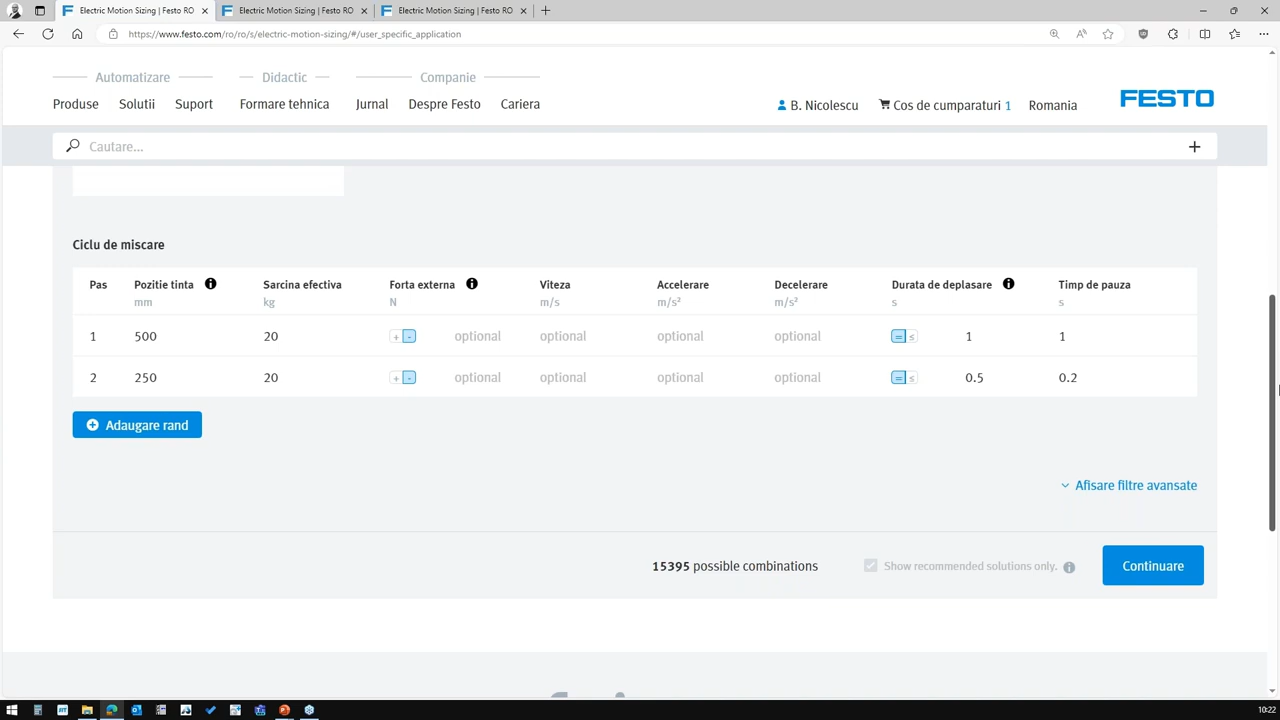 Electric Motion Sizing | Festo RO
Electric Motion Sizing | Festo RO
Electric Motion Sizing | Festo RO
https://www.festo.com/ro/ro/s/electric-motion-sizing/#/user_specific_application
Automatizare Didactic Companie
Produse Solutii Suport Formare tehnica Jurnal Despre Festo Cariera
B. Nicolescu Cos de cumparaturi 1 Romania
FESTO
Cautare...
Ciclu de miscare
Pas Pozitie tinta Sarcina efectiva Forta externa Viteza Accelerare Decelerare Durata de deplasare Timp de pauza
mm kg N m/s m/s² m/s² s s
1 500 20 + - optional optional optional optional = ≤ 1 1
2 250 20 + - optional optional optional optional = ≤ 0.5 0.2
Adaugare rand
Afisare filtre avansate
15395 possible combinations Show recommended solutions only. Continuare
10:22